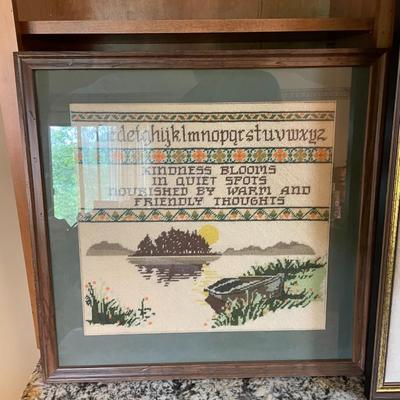 abcdefghijklmnopqrstuvwxyz
KINDNESS BLOOMS
IN QUIET SPOTS
NOURISHED BY WARM AND
FRIENDLY THOUGHTS